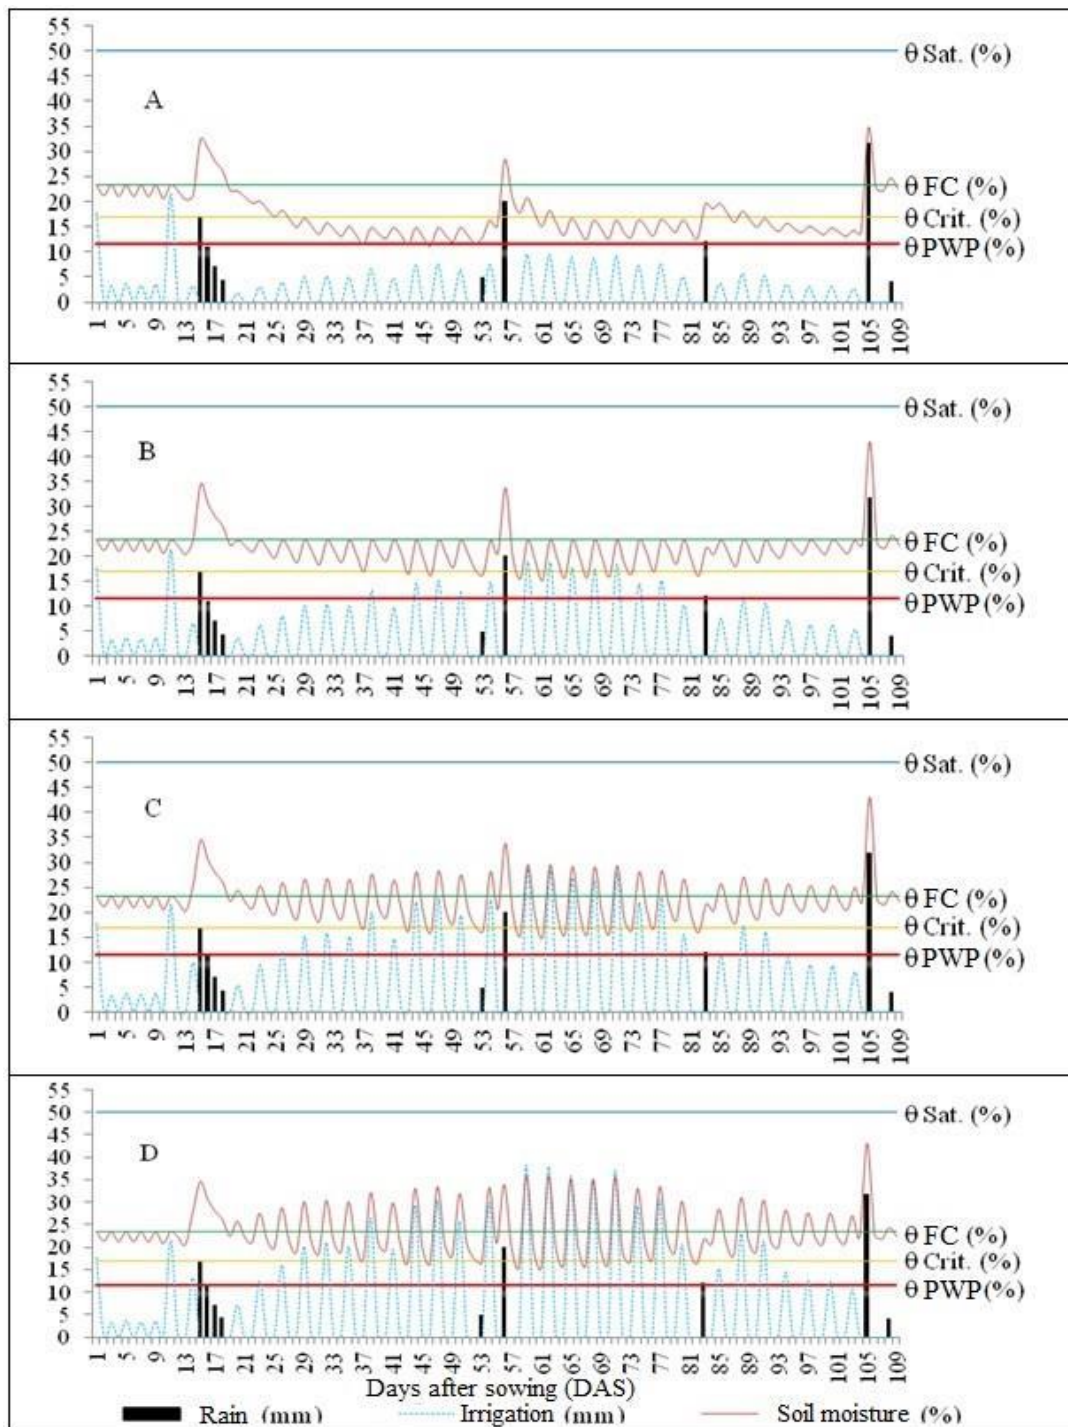 55
50 θ Sat. (%)
45
40 A
35
30
25
θ FC (%)
20
θ Crit. (%)
15
θ PWP (%)
10
5
0
1 5 9 13 17 21 25 29 33 37 41 45 49 53 57 61 65 69 73 77 81 85 89 93 97 101 105 109
55
50 θ Sat. (%)
45
40 B
35
30
25
θ FC (%)
20
θ Crit. (%)
15
θ PWP (%)
10
5
0
1 5 9 13 17 21 25 29 33 37 41 45 49 53 57 61 65 69 73 77 81 85 89 93 97 101 105 109
55
50 θ Sat. (%)
45
40 C
35
30
25
θ FC (%)
20
θ Crit. (%)
15
θ PWP (%)
10
5
0
1 5 9 13 17 21 25 29 33 37 41 45 49 53 57 61 65 69 73 77 81 85 89 93 97 101 105 109
55
50 θ Sat. (%)
45
40 D
35
30
25
θ FC (%)
20
θ Crit. (%)
15
θ PWP (%)
10
5
0
1 5 9 13 17 21 25 29 33 37 41 45 49 53 57 61 65 69 73 77 81 85 89 93 97 101 105 109
Days after sowing (DAS)
Rain (mm) Irrigation (mm) Soil moisture (%)